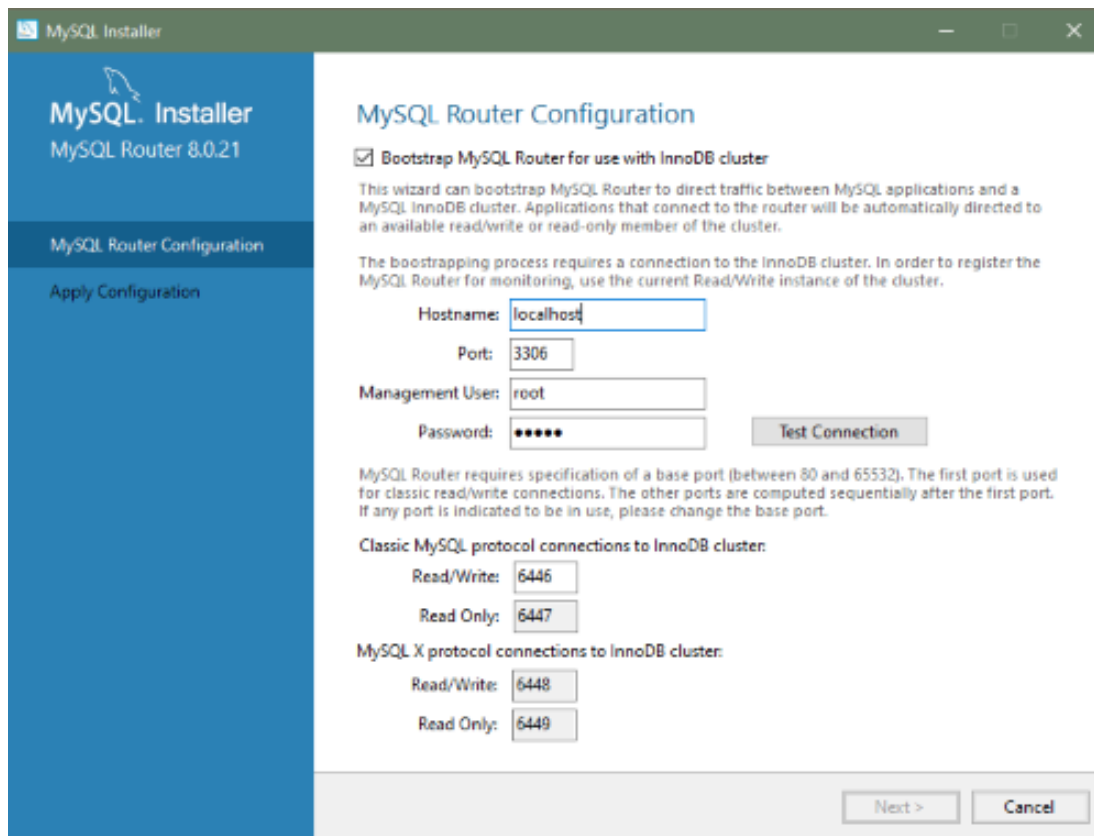 MySQL Installer
MySQL. Installer
MySQL Router 8.0.21
MySQL Router Configuration
Apply Configuration
MySQL Router Configuration
Bootstrap MySQL Router for use with InnoDB cluster
This wizard can bootstrap MySQL Router to direct traffic between MySQL applications and a
MySQL InnoDB cluster. Applications that connect to the router will be automatically directed to
an available read/write or read-only member of the cluster.
The boostrapping process requires a connection to the InnoDB cluster. In order to register the
MySQL Router for monitoring, use the current Read/Write instance of the cluster.
Hostname: localhost
Port: 3306
Management User: root
Password: •••••
Test Connection
MySQL Router requires specification of a base port (between 80 and 65532). The first port is used
for classic read/write connections. The other ports are computed sequentially after the first port.
If any port is indicated to be in use, please change the base port.
Classic MySQL protocol connections to InnoDB cluster:
Read/Write: 6446
Read Only: 6447
MySQL X protocol connections to InnoDB cluster:
Read/Write: 6448
Read Only: 6449
Next >
Cancel